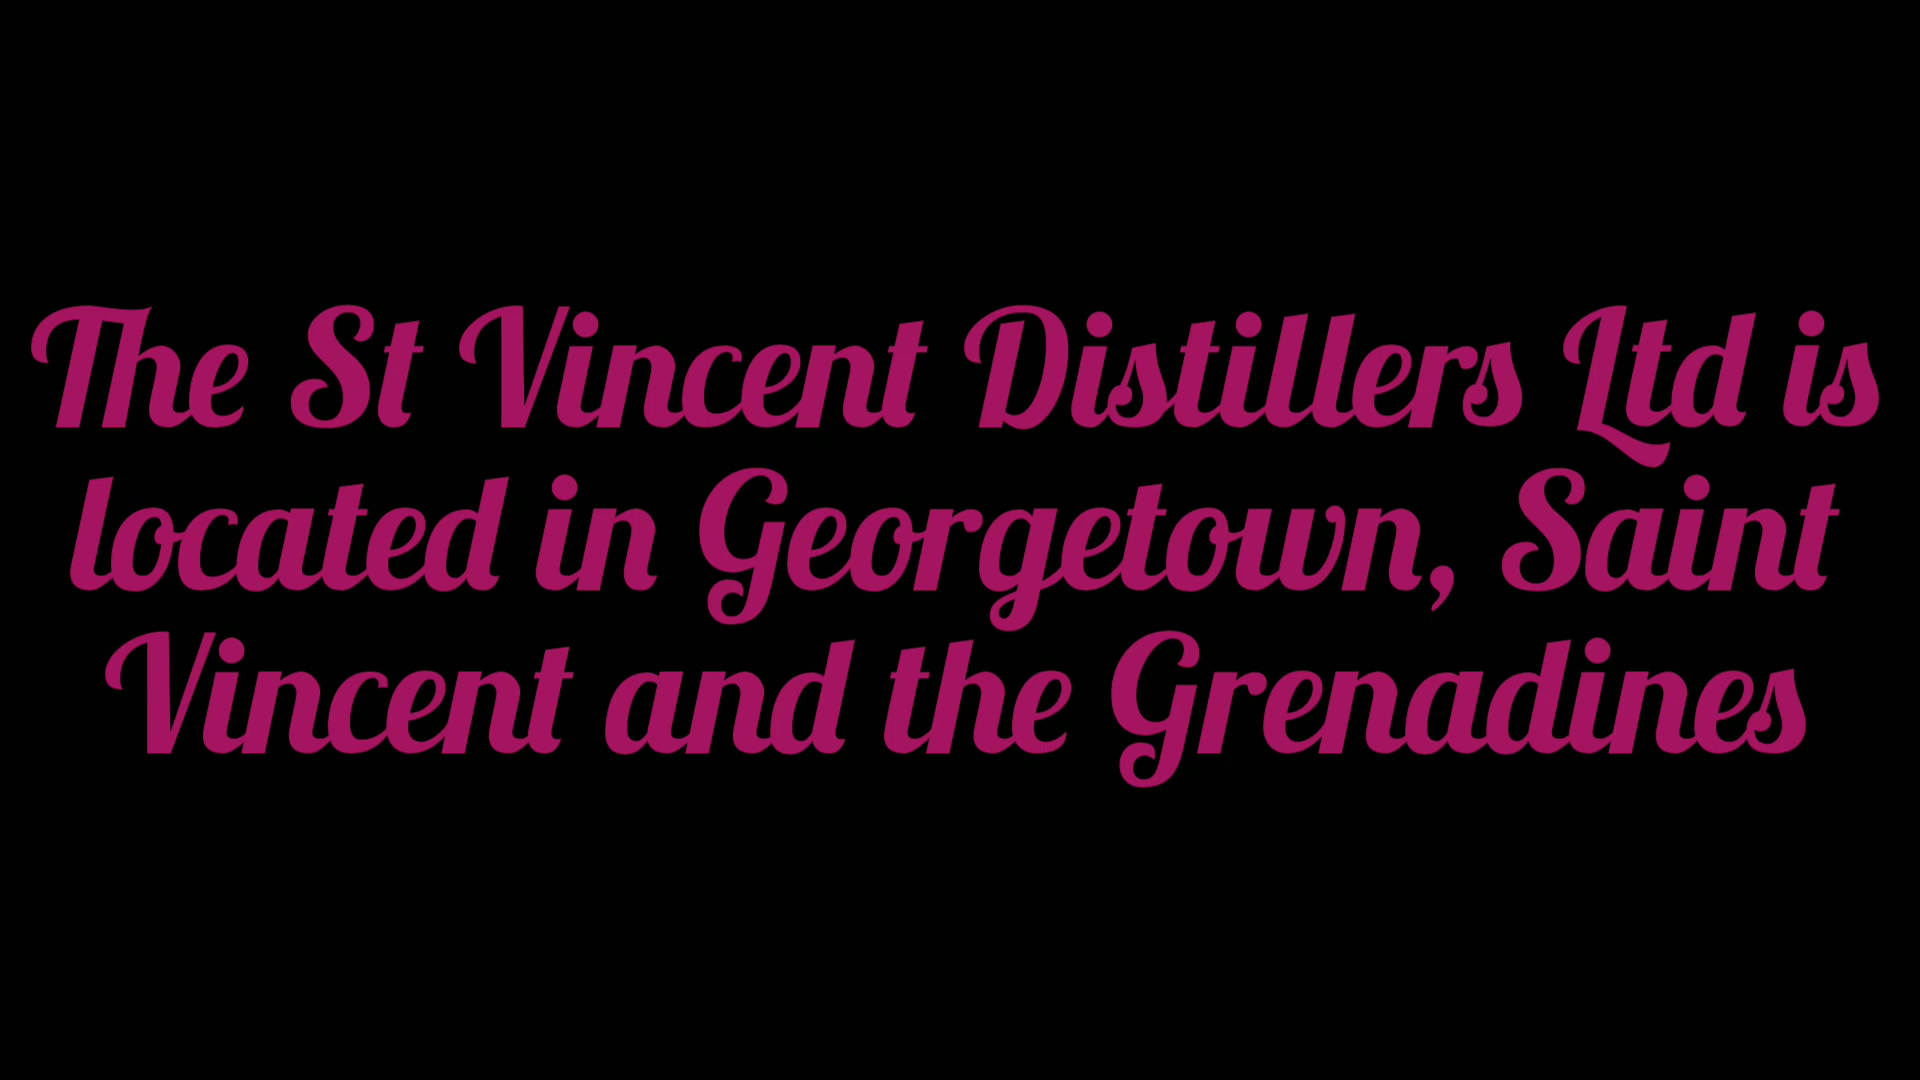 The St Vincent Distillers Ltd is
located in Georgetown, Saint
Vincent and the Grenadines